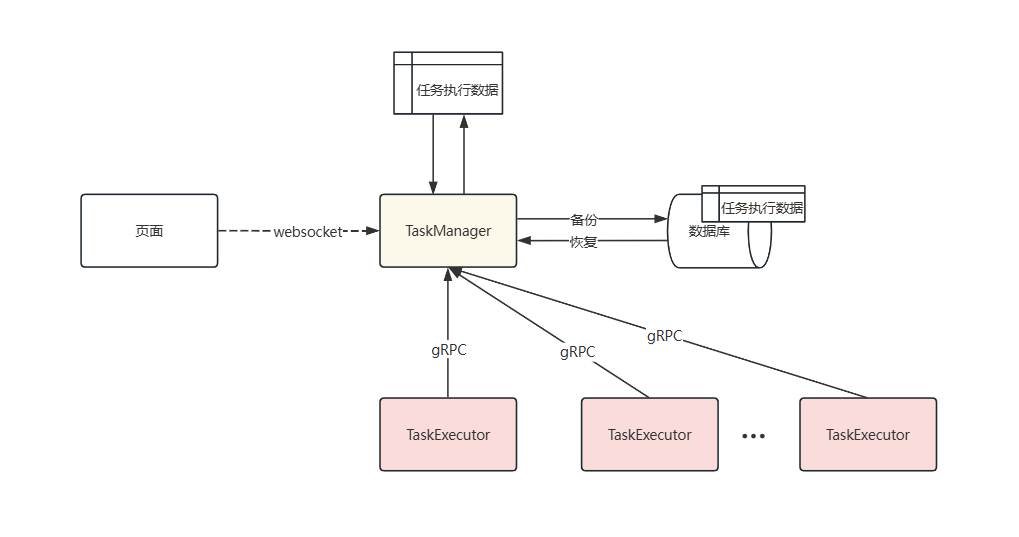 任务执行数据
任务执行数据
页面
websocket
TaskManager
备份
恢复
数据库
gRPC
gRPC
gRPC
TaskExecutor
TaskExecutor
•••
TaskExecutor